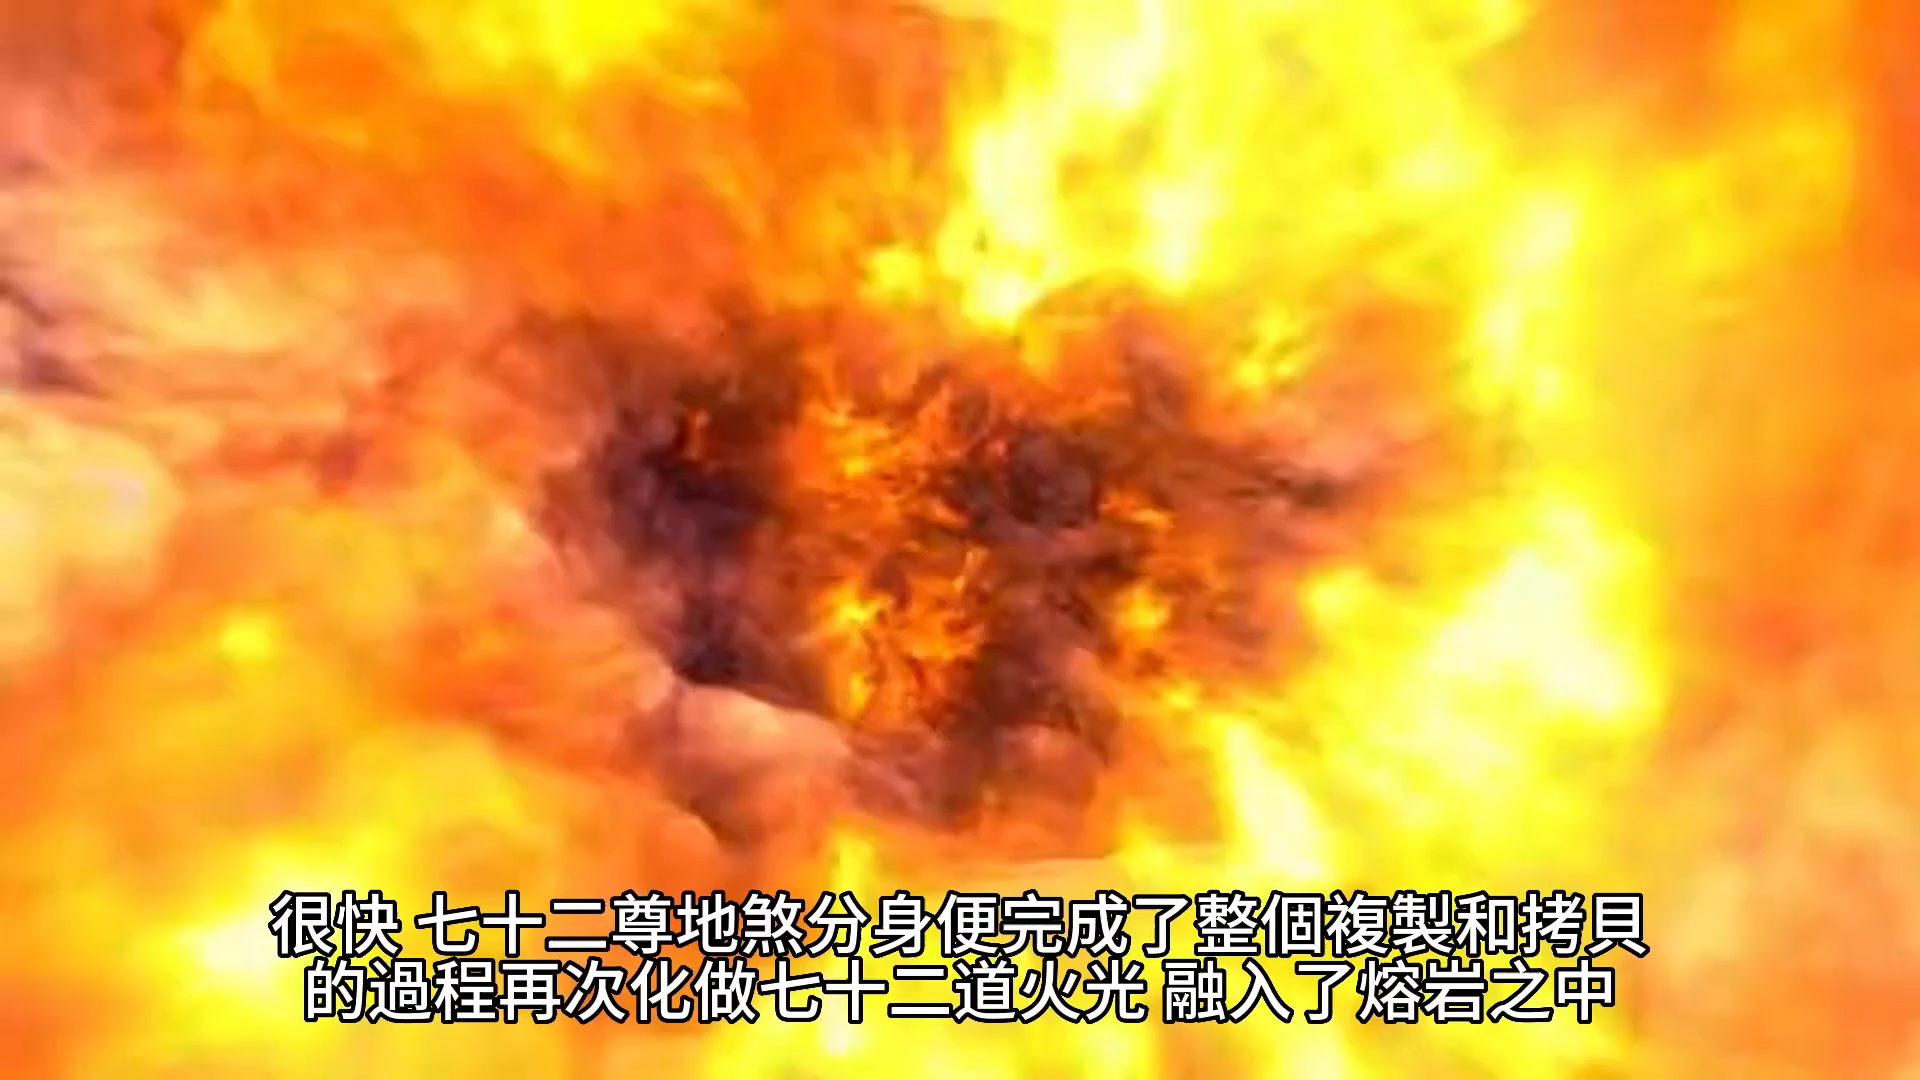 很快 七十二尊地煞分身便完成了整個複製和拷貝
的過程再次化做七十二道火光 融入了熔岩之中